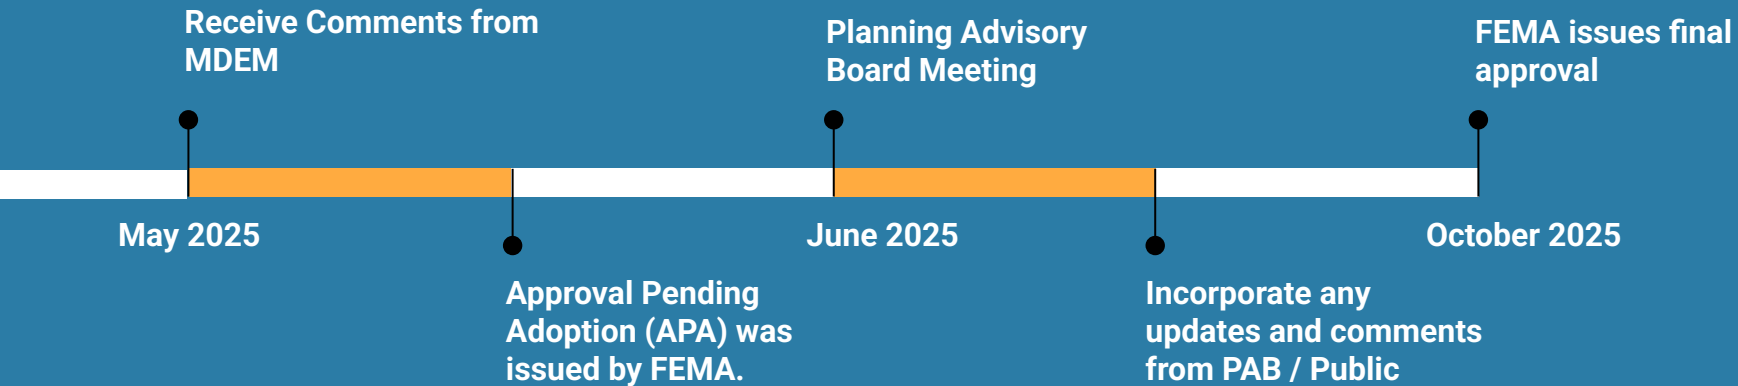 Receive Comments from
MDEM
Planning Advisory
Board Meeting
FEMA issues final
approval
May 2025
June 2025
October 2025
Approval Pending
Adoption (APA) was
issued by FEMA.
Incorporate any
updates and comments
from PAB / Public